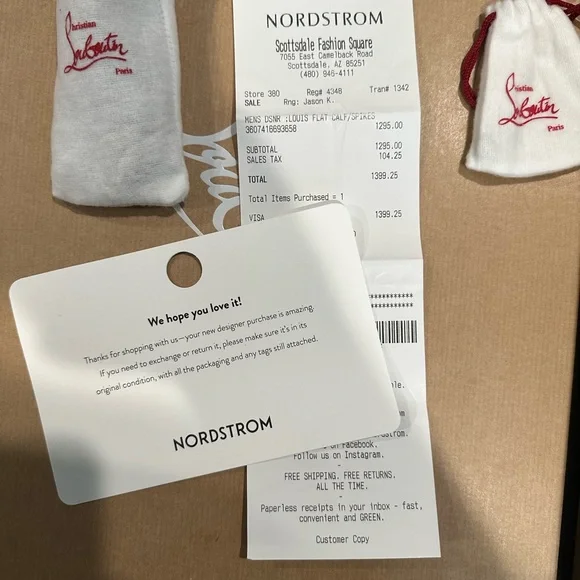 Christian
Louboutin
Paris
NORDSTROM
Scottsdale Fashion Square
7055 East Camelback Road
Scottsdale, AZ 85251
(480) 946-4111
Store 380 Reg# 4348 Tran# 1342
SALE Rng: Jason K.
MENS DSNR :LOUIS FLAT CALF/SPIKES
3607416693658 1295.00
SUBTOTAL 1295.00
SALES TAX 104.25
TOTAL 1399.25
Total Items Purchased = 1
VISA 1399.25
Christian
Louboutin
Paris
We hope you love it!
Thanks for shopping with us—your new designer purchase is amazing.
If you need to exchange or return it, please make sure it's in its
original condition, with all the packaging and any tags still attached.
NORDSTROM
on Facebook.
Follow us on Instagram.
-
FREE SHIPPING. FREE RETURNS.
ALL THE TIME.
-
Paperless receipts in your inbox - fast,
convenient and GREEN.
Customer Copy